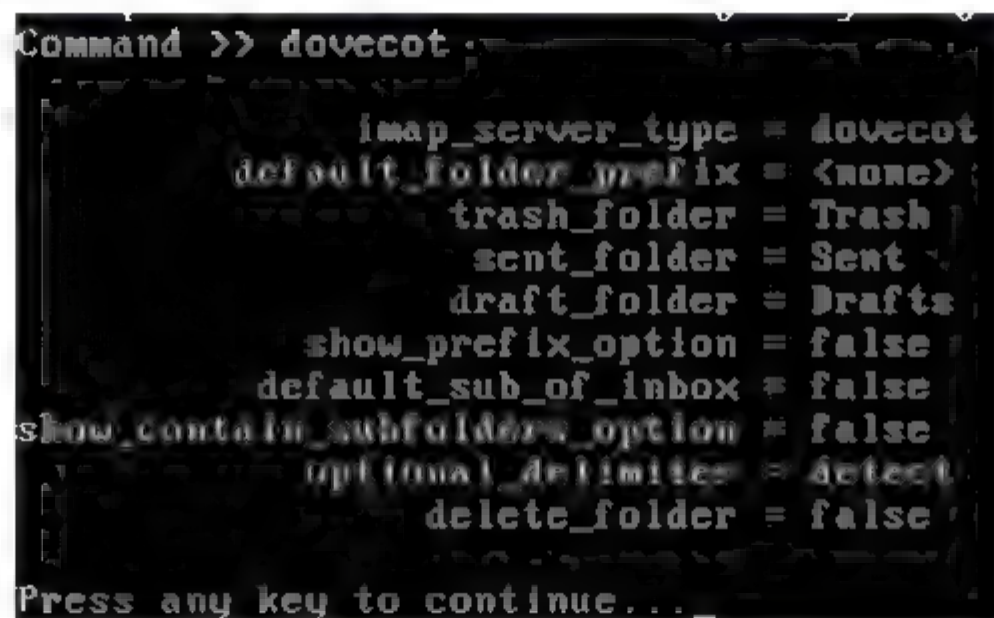 Command >> dovecot
imap_server_type = dovecot
default_folder_prefix = <none>
trash_folder = Trash
sent_folder = Sent
draft_folder = Drafts
show_prefix_option = false
default_sub_of_inbox = false
show_contain_subfolders_option = false
optional_delimiter = detect
delete_folder = false
Press any key to continue..._